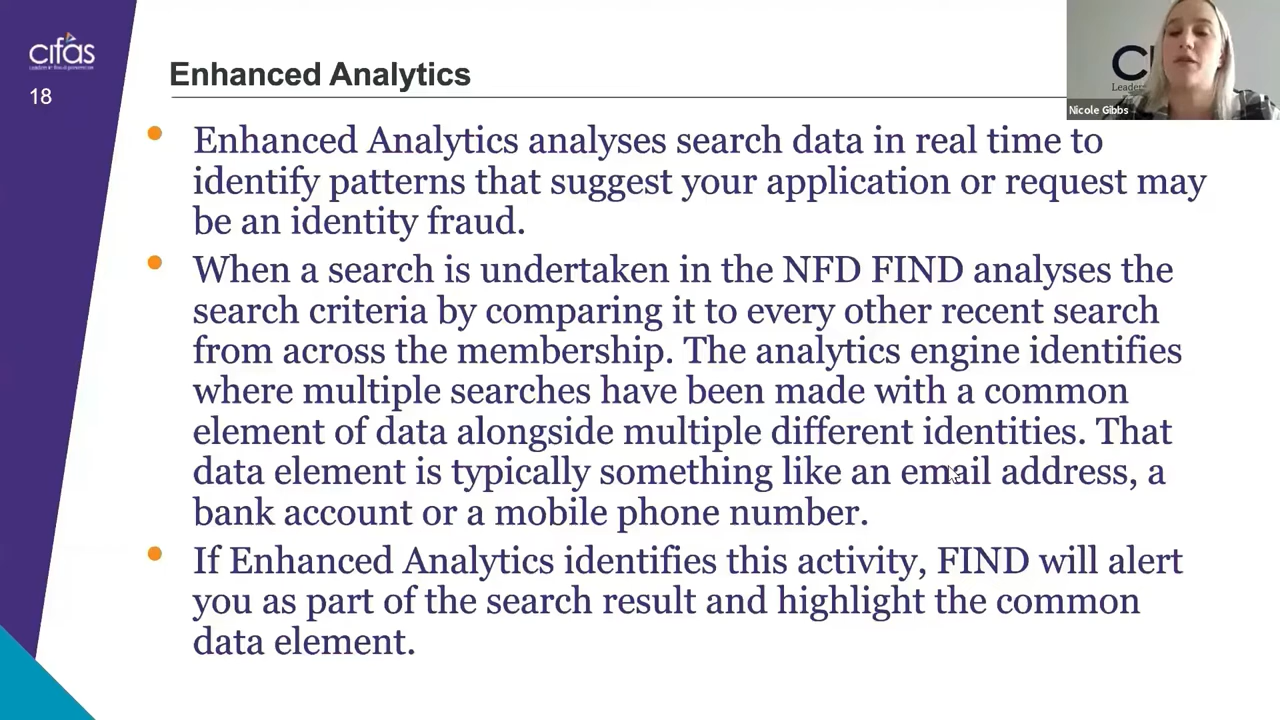 cifas
18
Enhanced Analytics
Nicole Gibbs
Enhanced Analytics analyses search data in real time to
identify patterns that suggest your application or request may
be an identity fraud.
When a search is undertaken in the NFD FIND analyses the
search criteria by comparing it to every other recent search
from across the membership. The analytics engine identifies
where multiple searches have been made with a common
element of data alongside multiple different identities. That
data element is typically something like an email address, a
bank account or a mobile phone number.
If Enhanced Analytics identifies this activity, FIND will alert
you as part of the search result and highlight the common
data element.